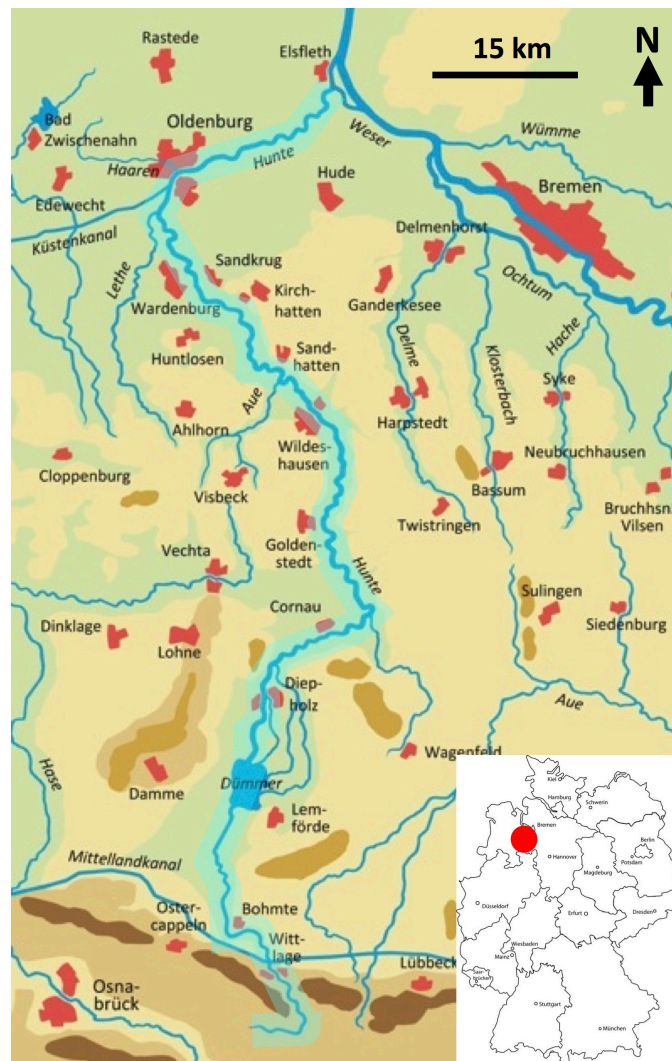 Rastede
Elsfleth
15 km
N
Bad
Zwischenahn
Oldenburg
Haaren
Hunte
Weser
Wümme
Edewecht
Hude
Bremen
Küstenkanal
Lethe
Delmenhorst
Sandkrug
Kirch-
hatten
Ganderkesee
Ochtum
Wardenburg
Delme
Hache
Huntlosen
Sand-
hatten
Klosterbach
Aue
Syke
Ahlhorn
Harpstedt
Wildes-
hausen
Neubcuchhausen
Cloppenburg
Visbeck
Bassum
Bruchhsn.
Vilsen
Twistringen
Golden-
stedt
Vechta
Hunte
Sulingen
Cornau
Siedenburg
Dinklage
Lohne
Diep-
holz
Aue
Wagenfeld
Hase
Damme
Dümmer
Lem-
förde
Mittellandkanal
Oster-
cappeln
Bohmte
Witt-
lage
Lübbeck
Osna-
brück
Kiel
Hamburg
Schwerin
Bremen
Berlin
Hannover
Potsdam
Magdeburg
Düsseldorf
Erfurt
Dresden
Wiesbaden
Mainz
Saar-
brücken
Stuttgart
München